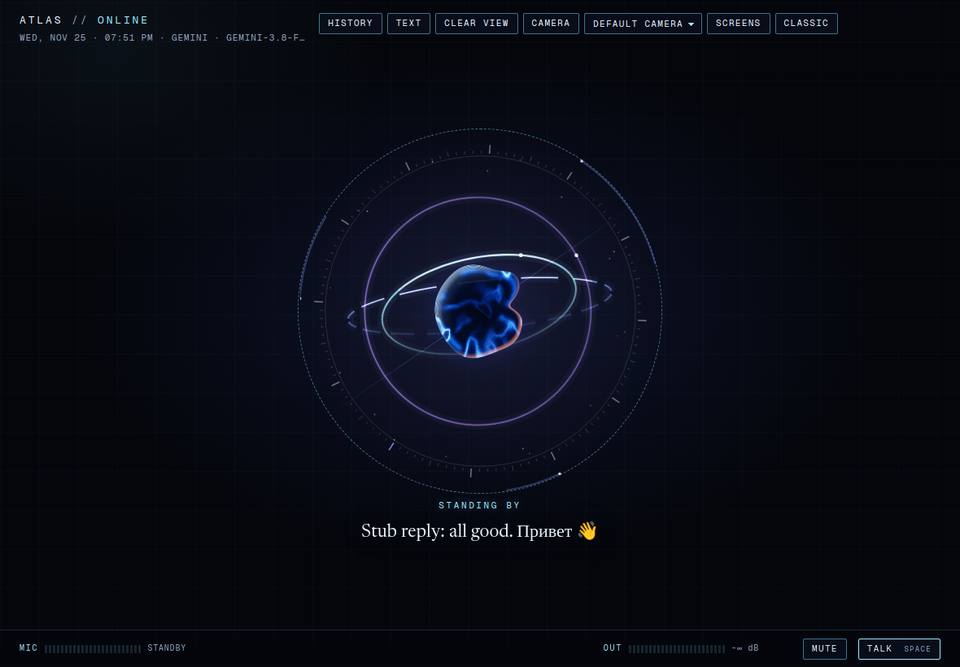 ATLAS // ONLINE
WED, NOV 25 · 07:51 PM · GEMINI · GEMINI-3.8-F…
HISTORY TEXT CLEAR VIEW CAMERA DEFAULT CAMERA SCREENS CLASSIC
STANDING BY
Stub reply: all good. Привет 👋
MIC STANDBY OUT -∞ dB MUTE TALK SPACE